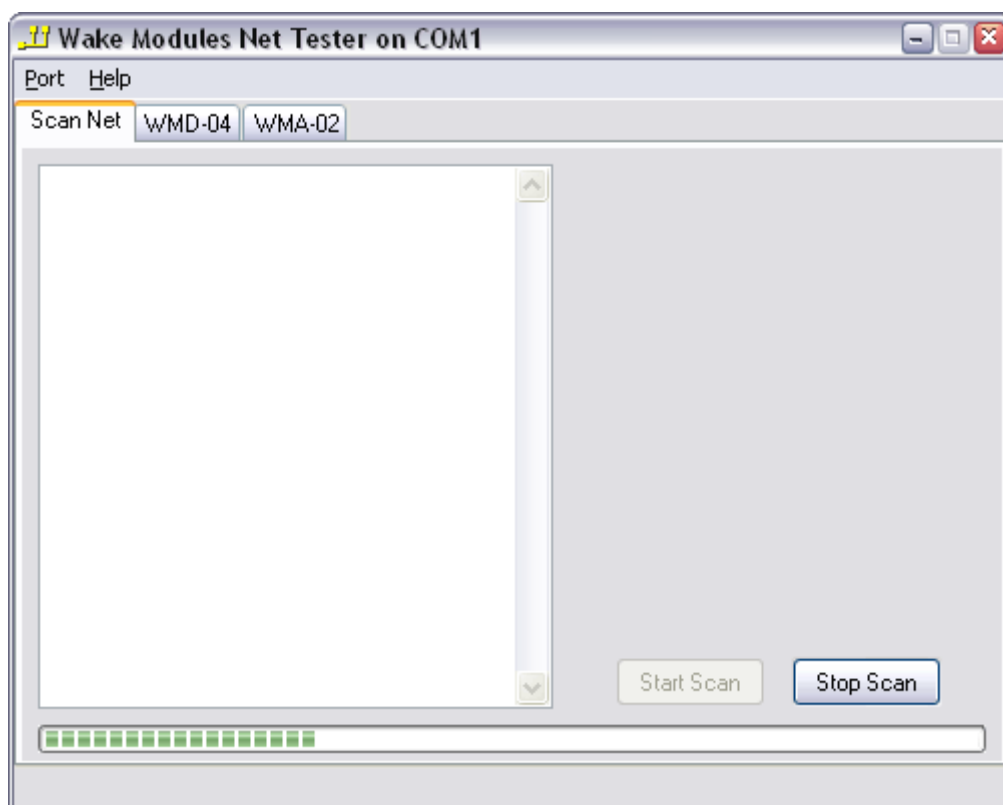 Wake Modules Net Tester on COM1
Port Help
Scan Net WMD-04 WMA-02
Start Scan Stop Scan